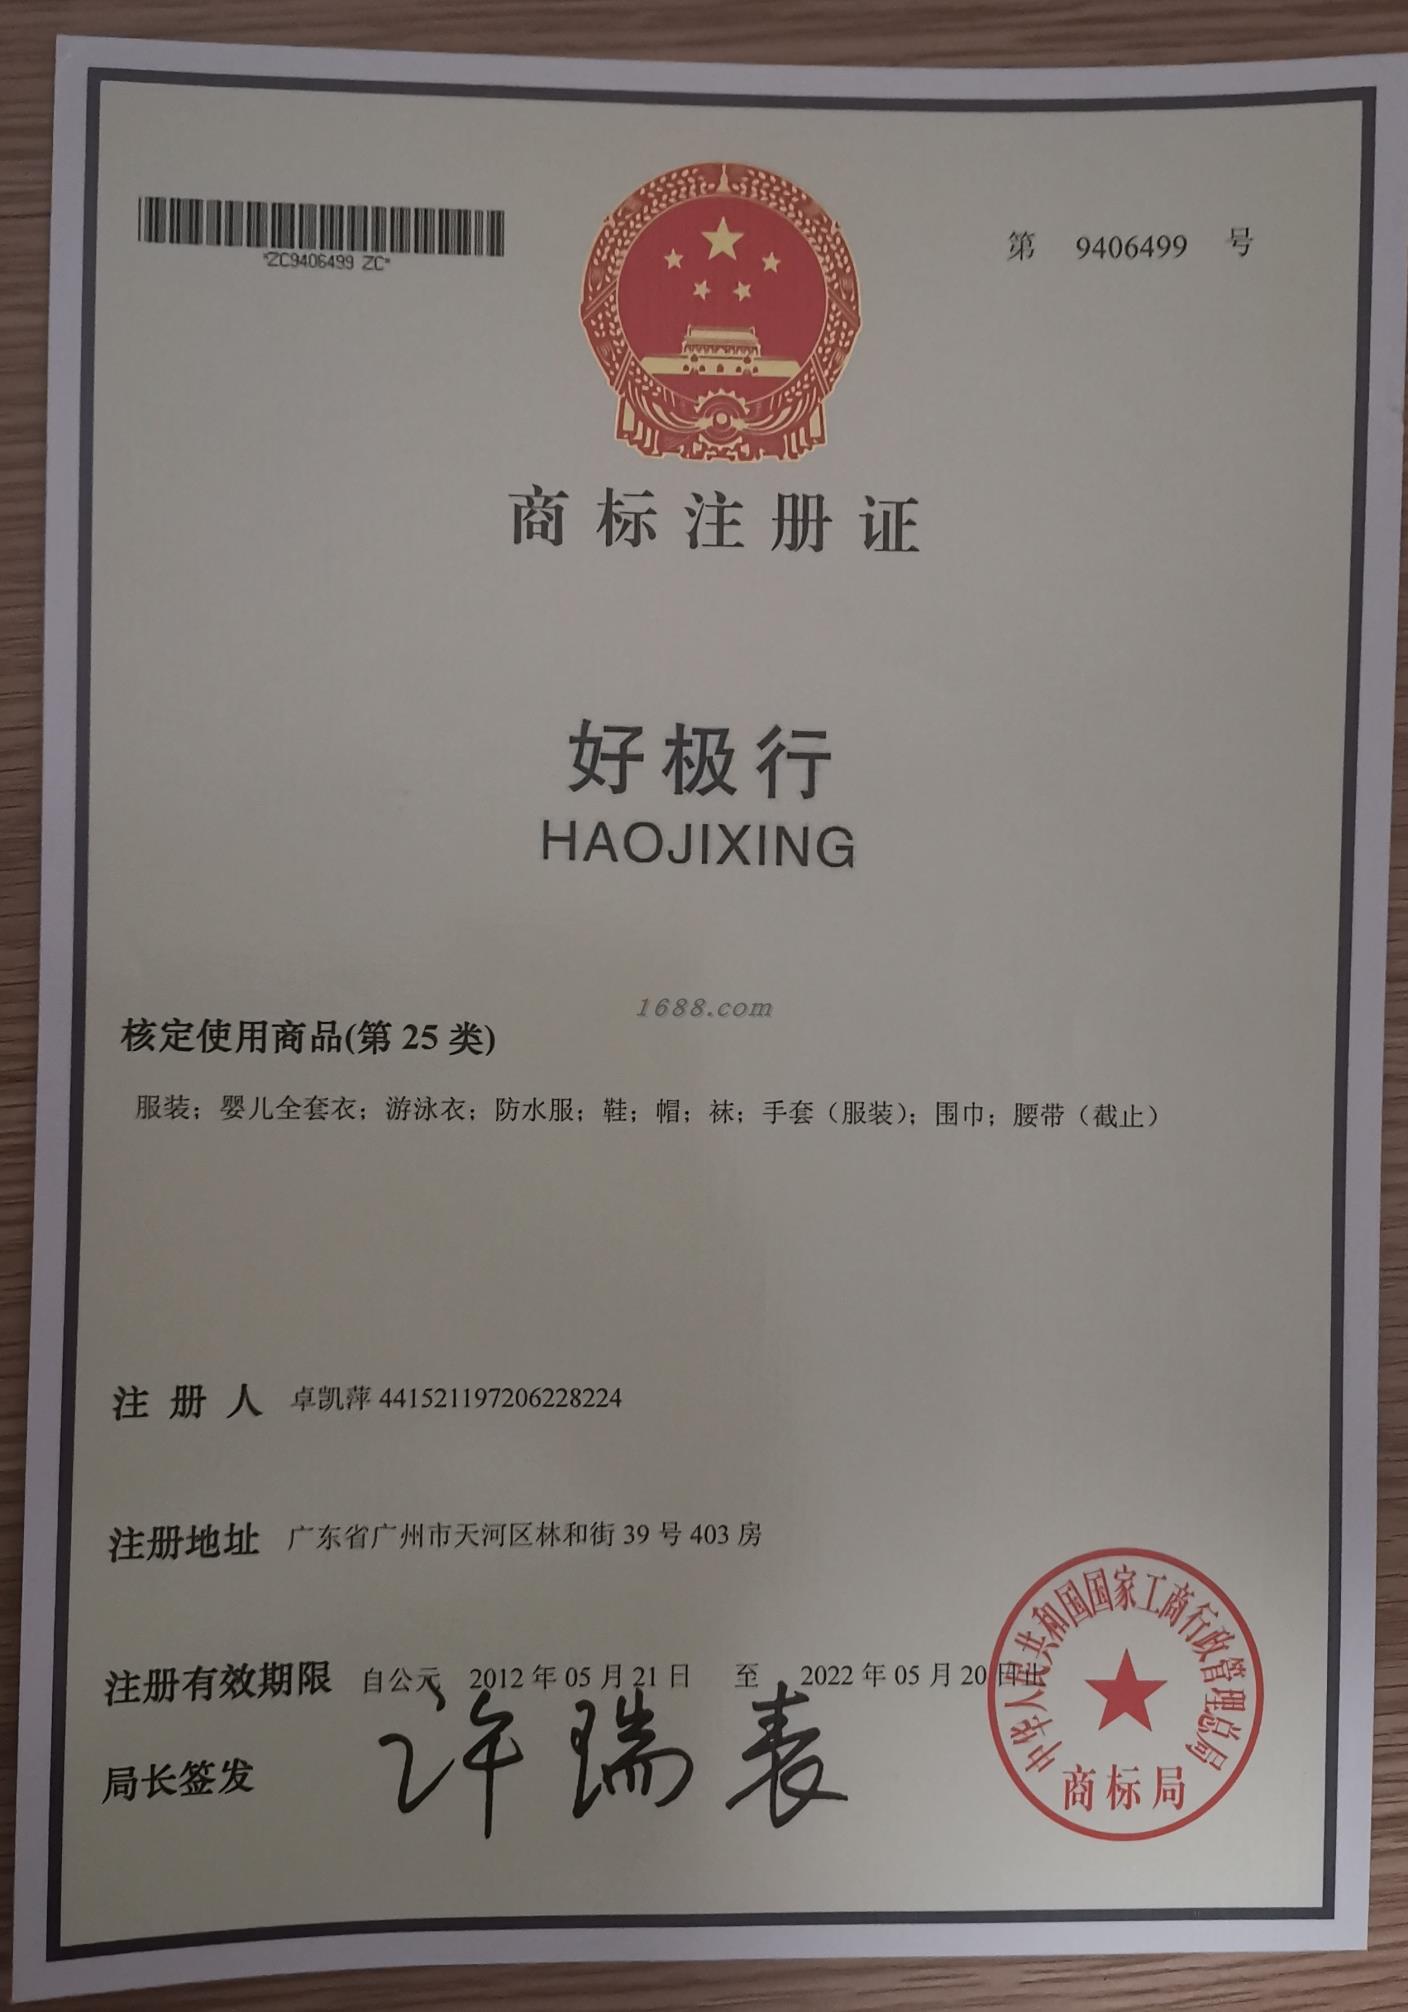 *ZC9406499 ZC*
第 9406499 号
商标注册证
好极行
HAOJIXING
1688.com
核定使用商品(第 25 类)
服装；婴儿全套衣；游泳衣；防水服；鞋；帽；袜；手套（服装）；围巾；腰带（截止）
注 册 人 卓凯萍 441521197206228224
注册地址 广东省广州市天河区林和街 39 号 403 房
注册有效期限 自公元 2012 年 05 月 21 日 至 2022 年 05 月 20 日止
局长签发 许瑞表
中华人民共和国国家工商行政管理总局
商标局